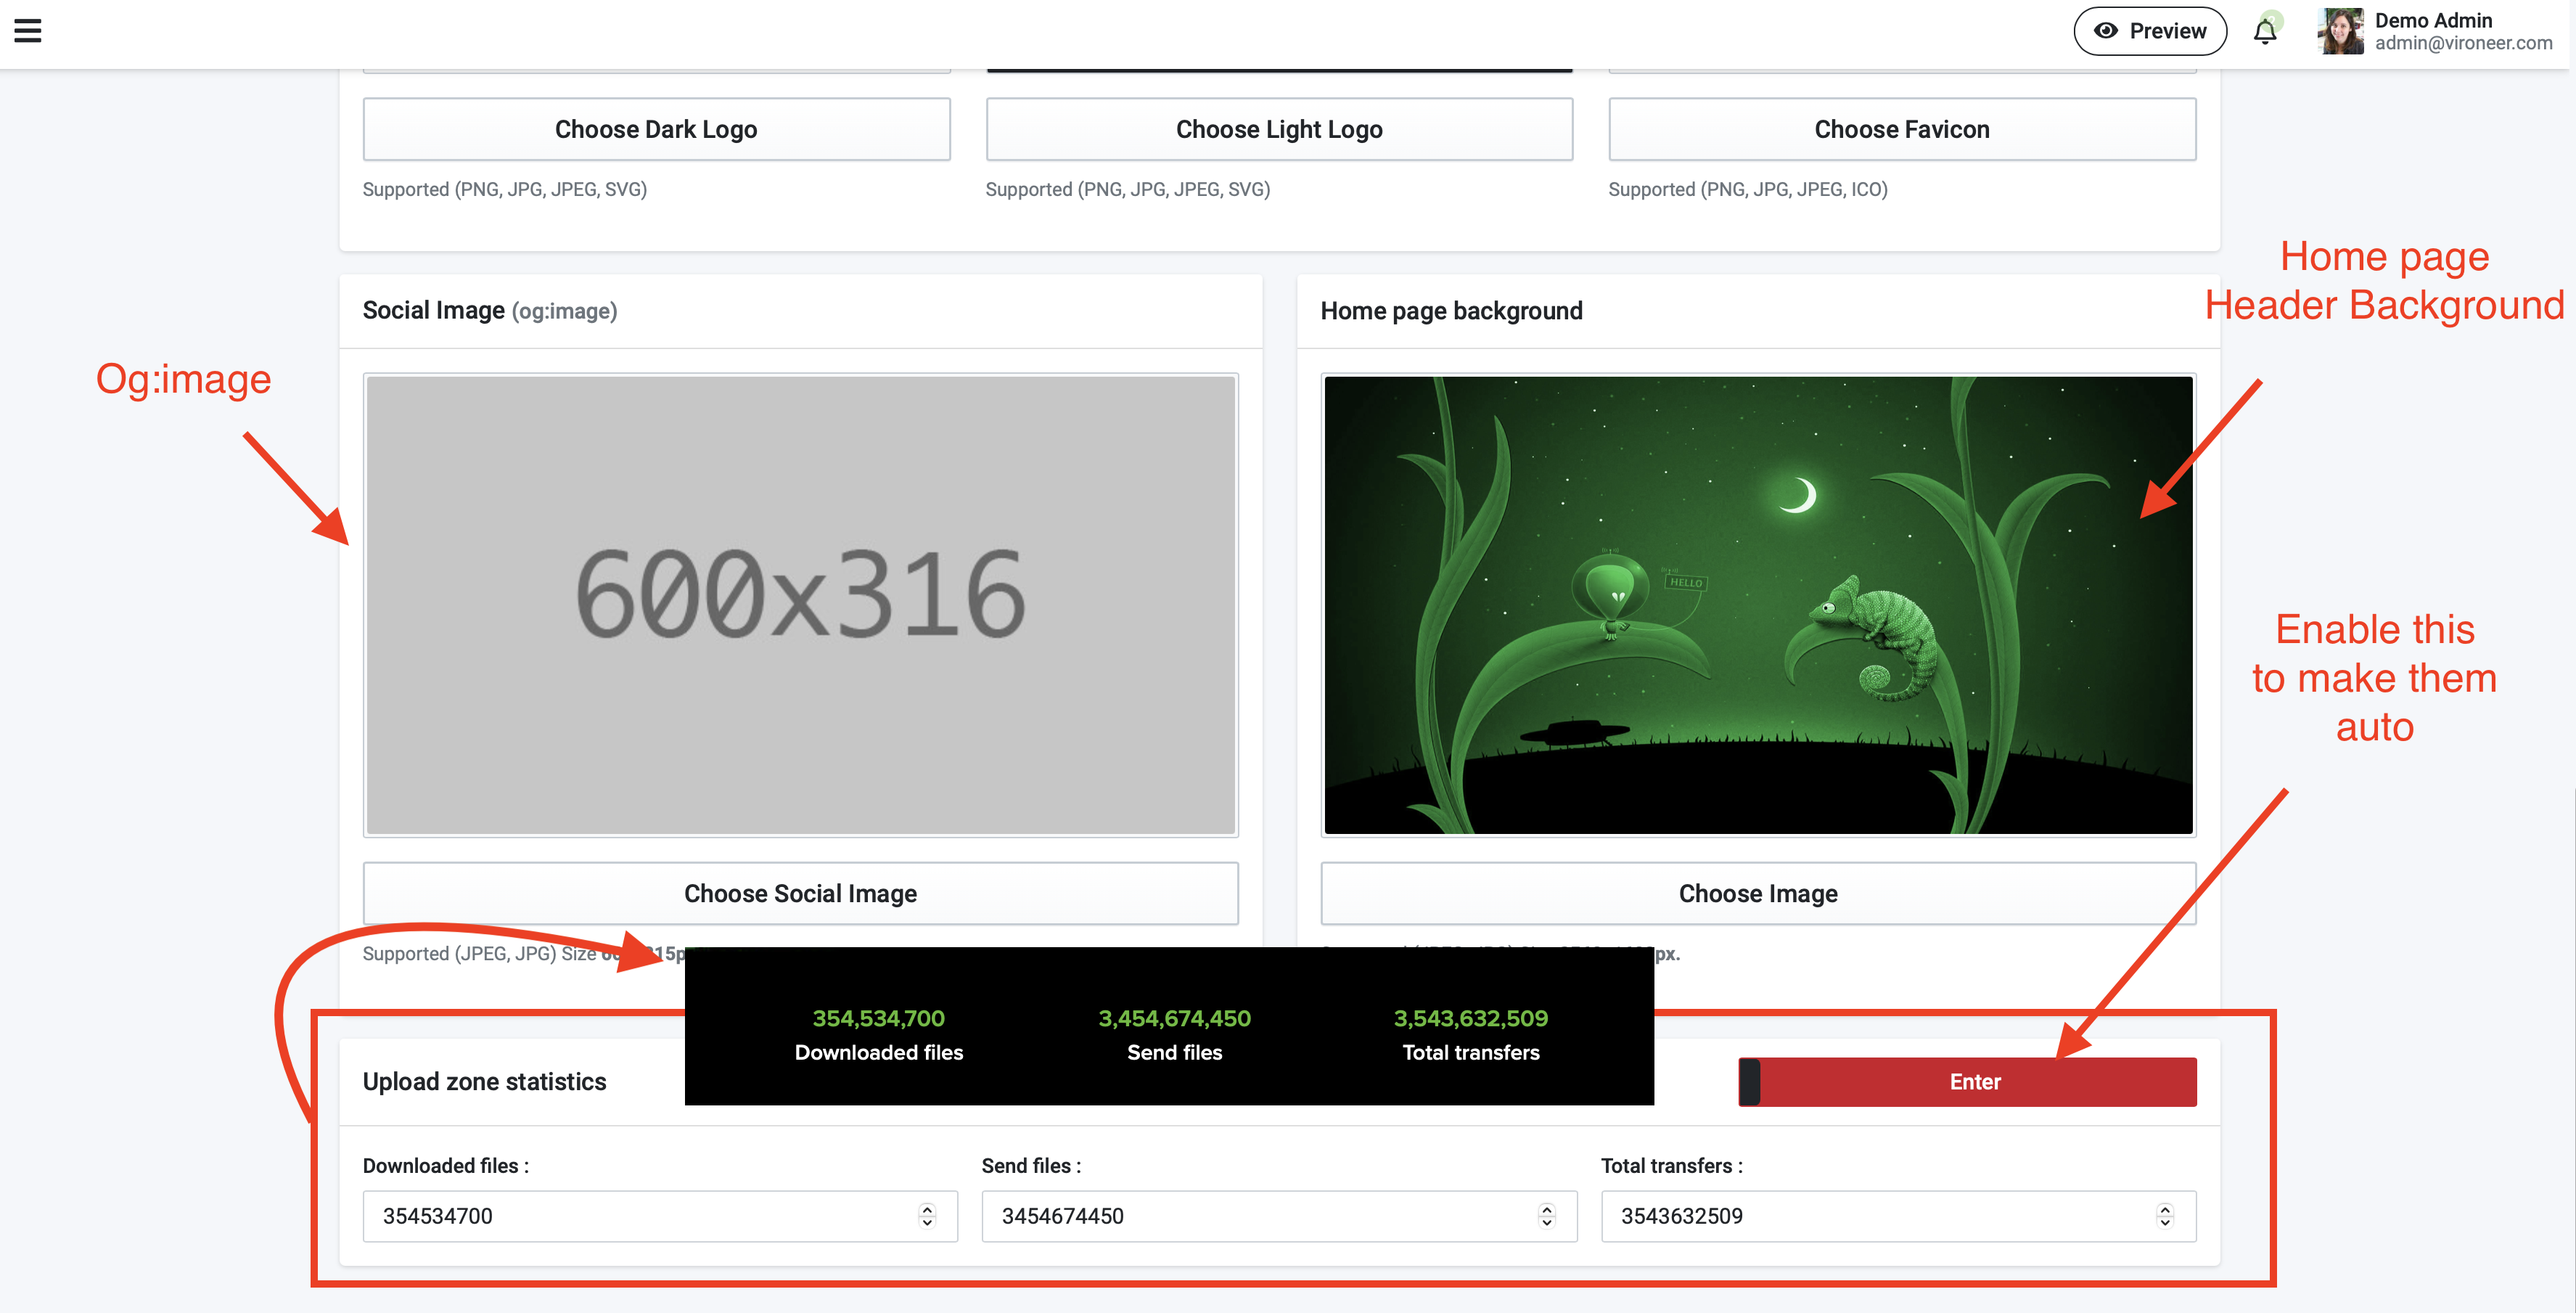 Preview
2
Demo Admin
admin@vironeer.com
Choose Dark Logo
Choose Light Logo
Choose Favicon
Supported (PNG, JPG, JPEG, SVG)
Supported (PNG, JPG, JPEG, SVG)
Supported (PNG, JPG, JPEG, ICO)
Home page
Header Background
Social Image (og:image)
Home page background
Og:image
600x316
HELLO
Enable this
to make them
auto
Choose Social Image
Choose Image
Supported (JPEG, JPG) Size
px.
354,534,700
3,454,674,450
3,543,632,509
Downloaded files
Send files
Total transfers
Upload zone statistics
Enter
Downloaded files :
Send files :
Total transfers :
354534700
3454674450
3543632509